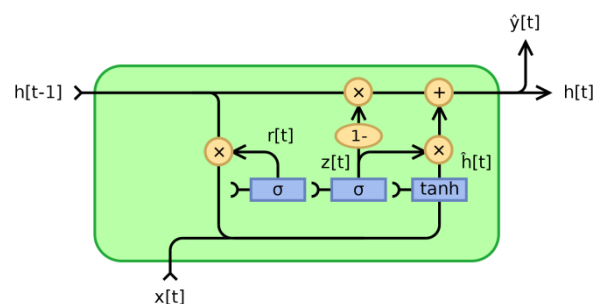 ŷ[t]
h[t-1]
×
+
h[t]
r[t]
1-
×
z[t]
×
ĥ[t]
σ
σ
tanh
x[t]